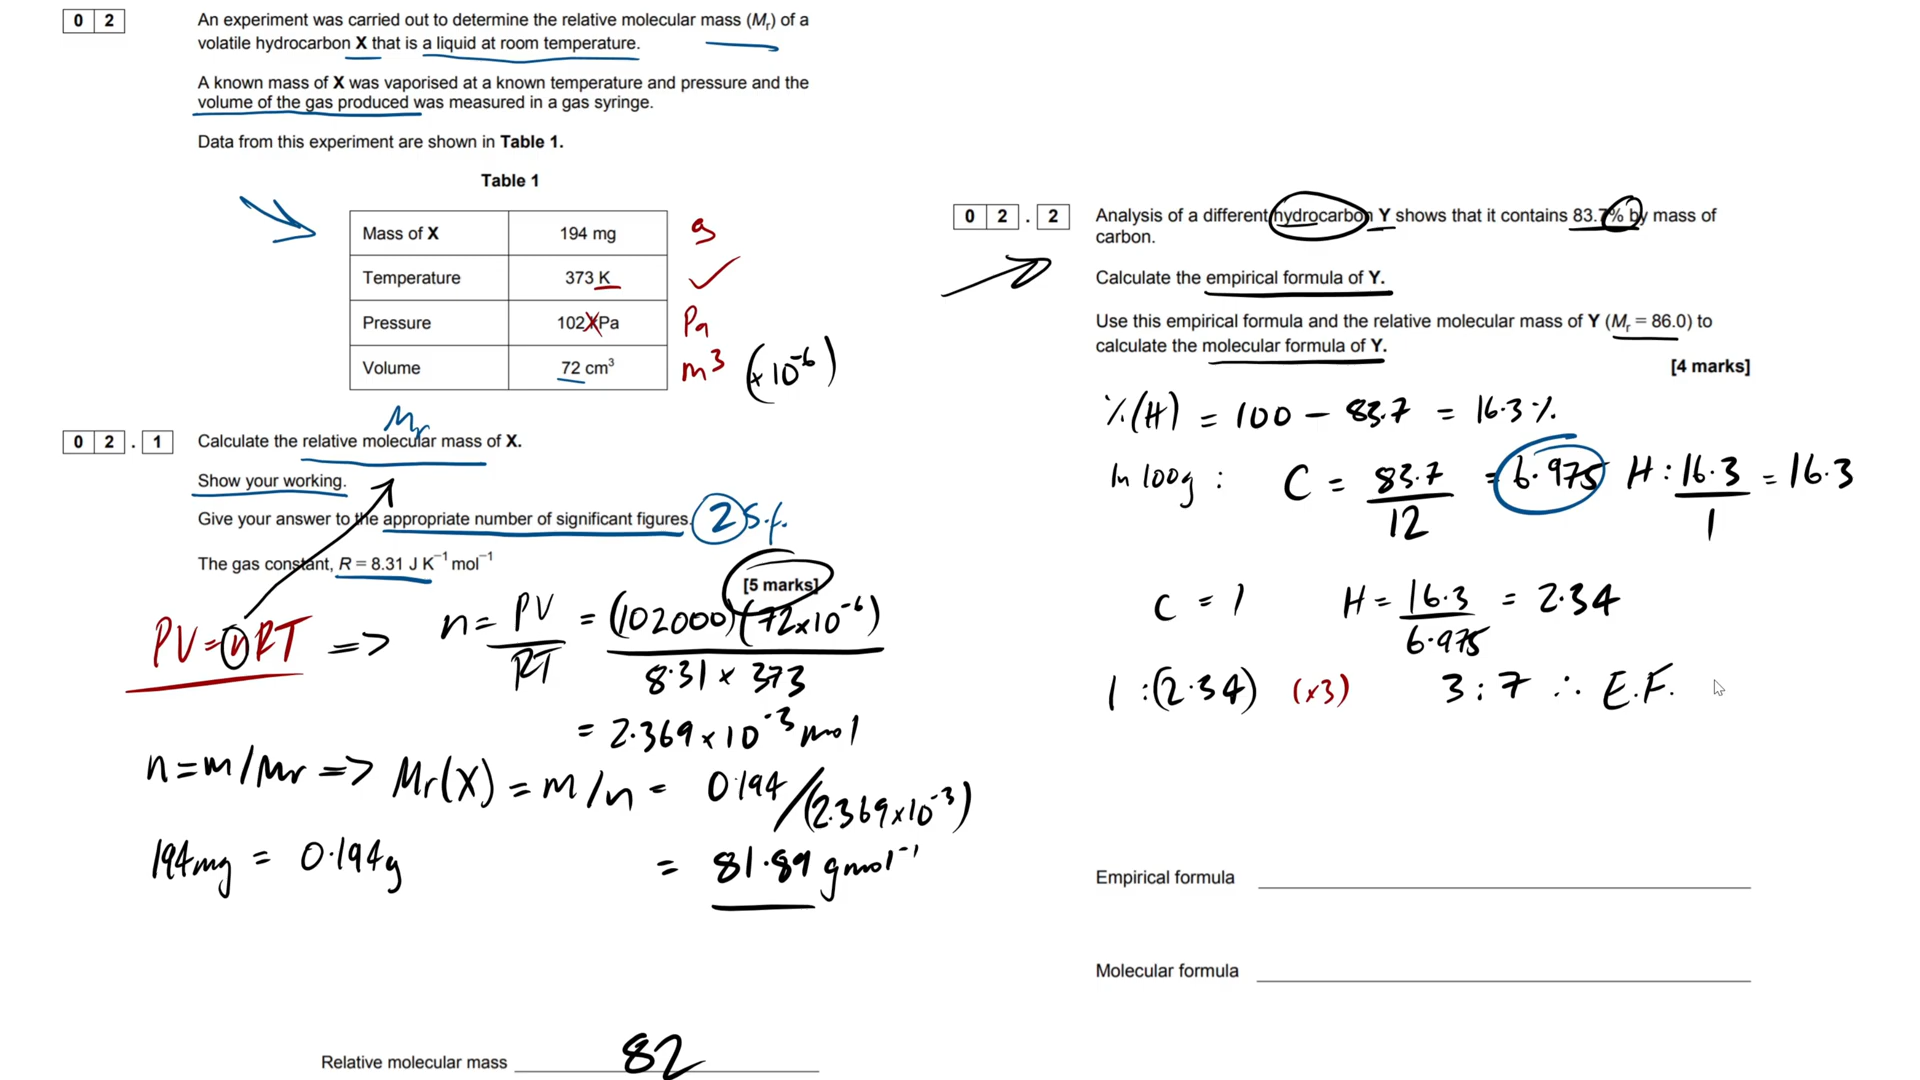 0 2
An experiment was carried out to determine the relative molecular mass (Mr) of a
volatile hydrocarbon X that is a liquid at room temperature.
A known mass of X was vaporised at a known temperature and pressure and the
volume of the gas produced was measured in a gas syringe.
Data from this experiment are shown in Table 1.
Table 1
Mass of X 194 mg g
Temperature 373 K ✓
Pressure 102 kPa Pa
Volume 72 cm³ m³ (×10⁻⁶)
Mr
0 2 . 1 Calculate the relative molecular mass of X.
Show your working.
Give your answer to the appropriate number of significant figures. 2 s.f.
The gas constant, R = 8.31 J K⁻¹ mol⁻¹
[5 marks]
PV=nRT => n = PV/RT = (102000)(72×10⁻⁶)/8.31 × 373
= 2.369 × 10⁻³ mol
n=m/Mr => Mr(X) = m/n = 0.194/(2.369×10⁻³)
194mg = 0.194g
= 81.89 gmol⁻¹
Relative molecular mass 82
0 2 . 2 Analysis of a different hydrocarbon Y shows that it contains 83.7% by mass of
carbon.
Calculate the empirical formula of Y.
Use this empirical formula and the relative molecular mass of Y (Mr = 86.0) to
calculate the molecular formula of Y.
[4 marks]
%(H) = 100 − 83.7 = 16.3%
In 100g : C = 83.7/12 = 6.975 H : 16.3/1 = 16.3
C = 1 H = 16.3/6.975 = 2.34
1 : (2.34) (×3) 3 : 7 ∴ E.F.
Empirical formula
Molecular formula